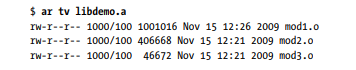 $ ar tv libdemo.a
rw-r--r-- 1000/100 1001016 Nov 15 12:26 2009 mod1.o
rw-r--r-- 1000/100 406668 Nov 15 12:21 2009 mod2.o
rw-r--r-- 1000/100 46672 Nov 15 12:21 2009 mod3.o